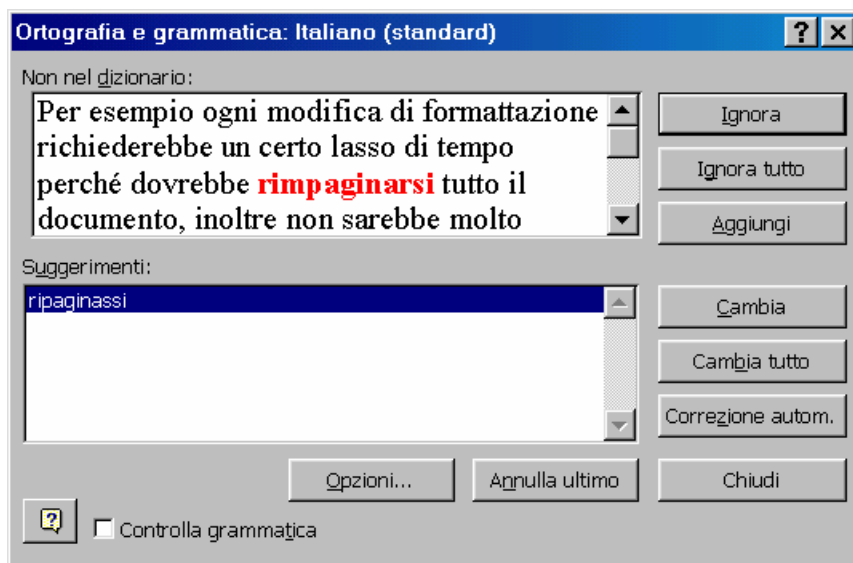 Ortografia e grammatica: Italiano (standard)
Non nel dizionario:
Per esempio ogni modifica di formattazione
richiederebbe un certo lasso di tempo
perché dovrebbe rimpaginarsi tutto il
documento, inoltre non sarebbe molto
Ignora
Ignora tutto
Aggiungi
Suggerimenti:
ripaginassi
Cambia
Cambia tutto
Correzione autom.
Opzioni...
Annulla ultimo
Chiudi
Controlla grammatica